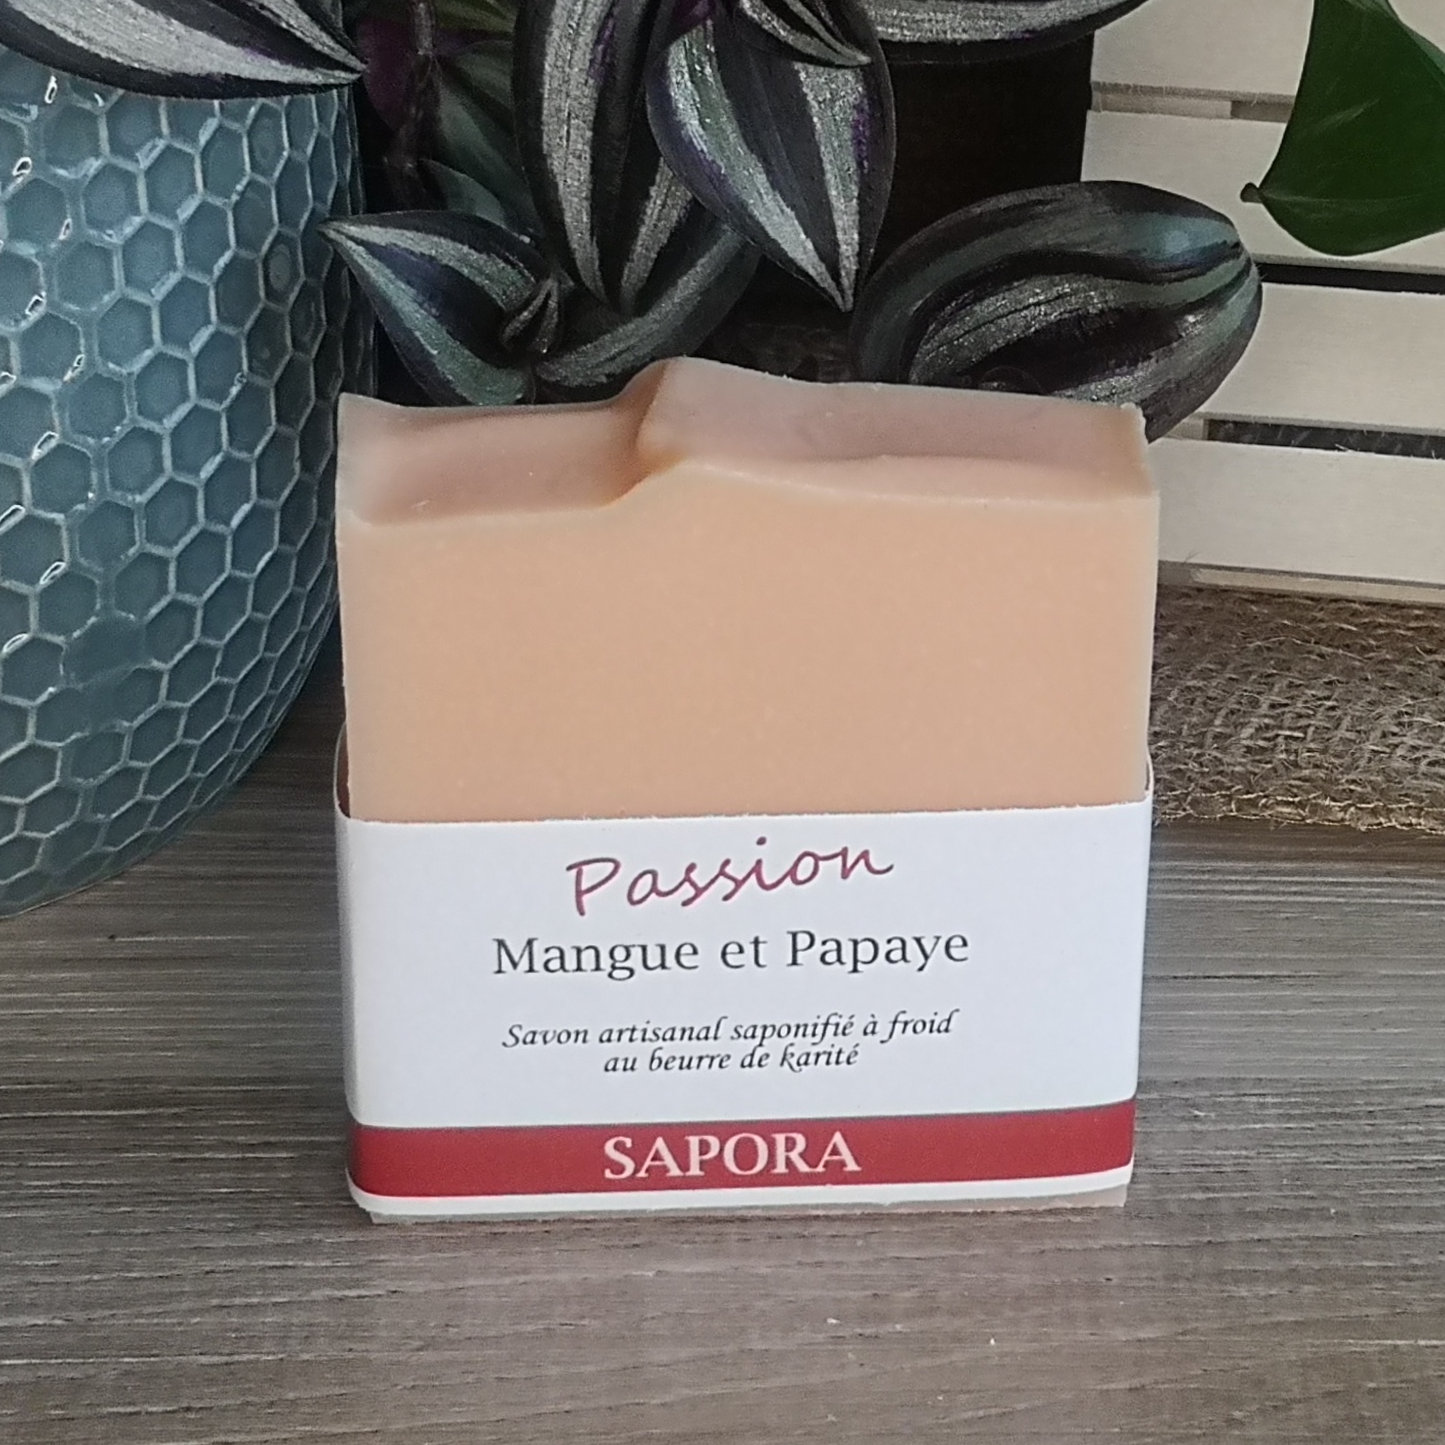 Passion
Mangue et Papaye
Savon artisanal saponifié à froid
au beurre de karité
SAPORA